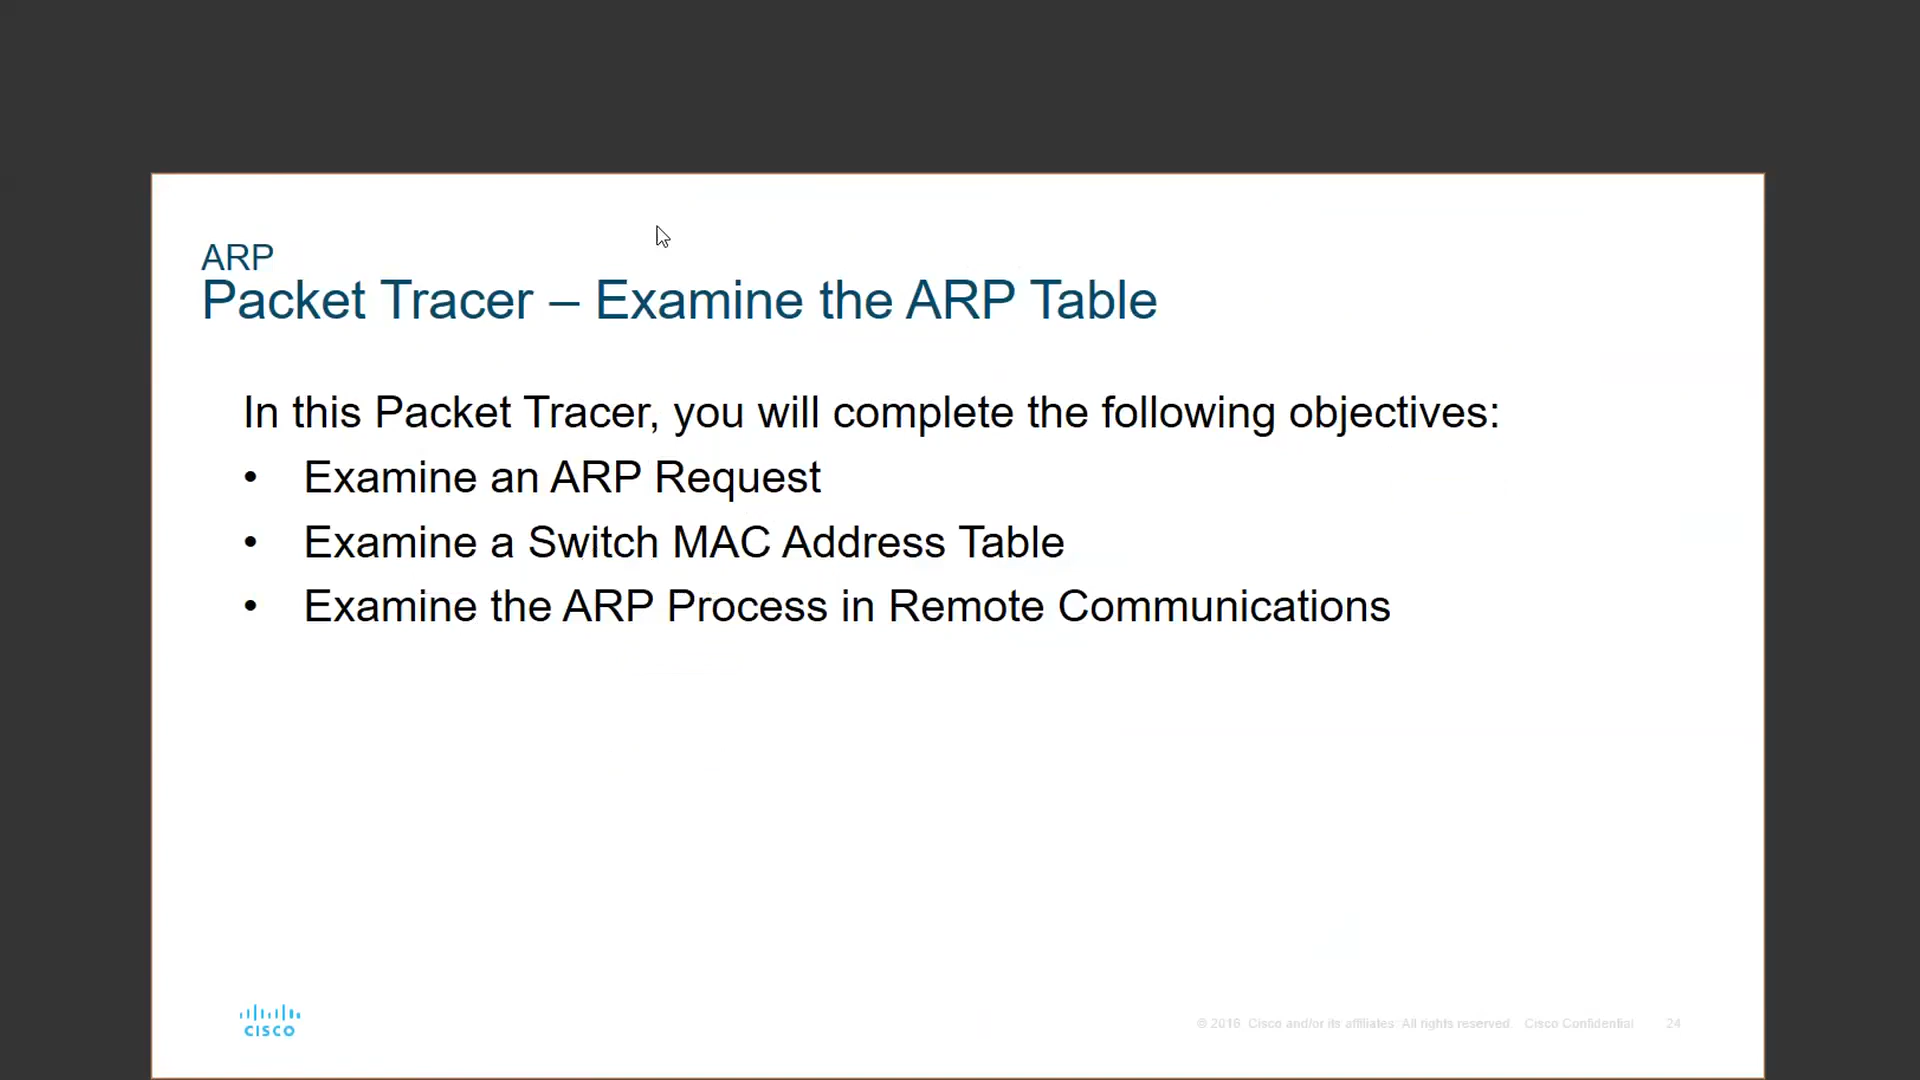 ARP
Packet Tracer – Examine the ARP Table
In this Packet Tracer, you will complete the following objectives:
• Examine an ARP Request
• Examine a Switch MAC Address Table
• Examine the ARP Process in Remote Communications
CISCO
© 2016 Cisco and/or its affiliates. All rights reserved. Cisco Confidential 24